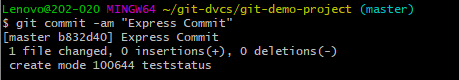 Lenovo@202-020 MINGW64 ~/git-dvcs/git-demo-project (master)
$ git commit -am "Express Commit"
[master b832d40] Express Commit
 1 file changed, 0 insertions(+), 0 deletions(-)
 create mode 100644 teststatus